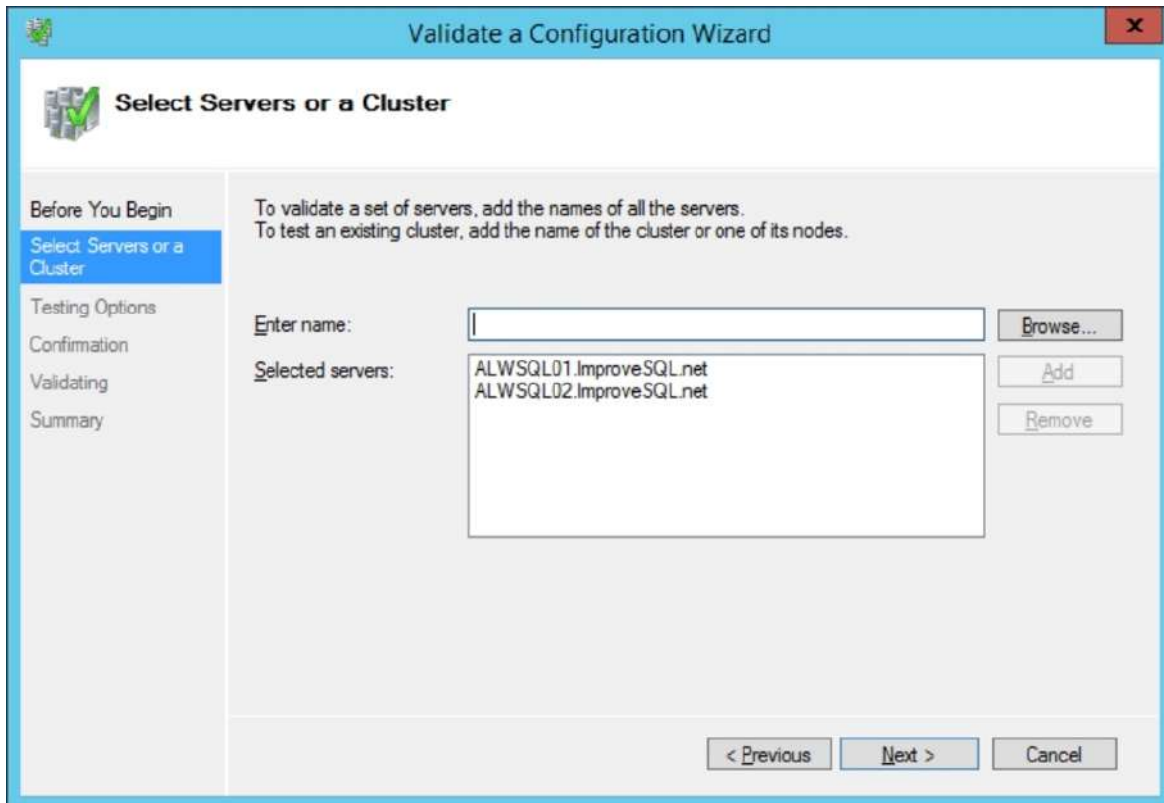 Validate a Configuration Wizard
x
Select Servers or a Cluster
Before You Begin
Select Servers or a
Cluster
Testing Options
Confirmation
Validating
Summary
To validate a set of servers, add the names of all the servers.
To test an existing cluster, add the name of the cluster or one of its nodes.
Enter name:
Browse...
Selected servers:
ALWSQL01.ImproveSQL.net
ALWSQL02.ImproveSQL.net
Add
Remove
< Previous
Next >
Cancel